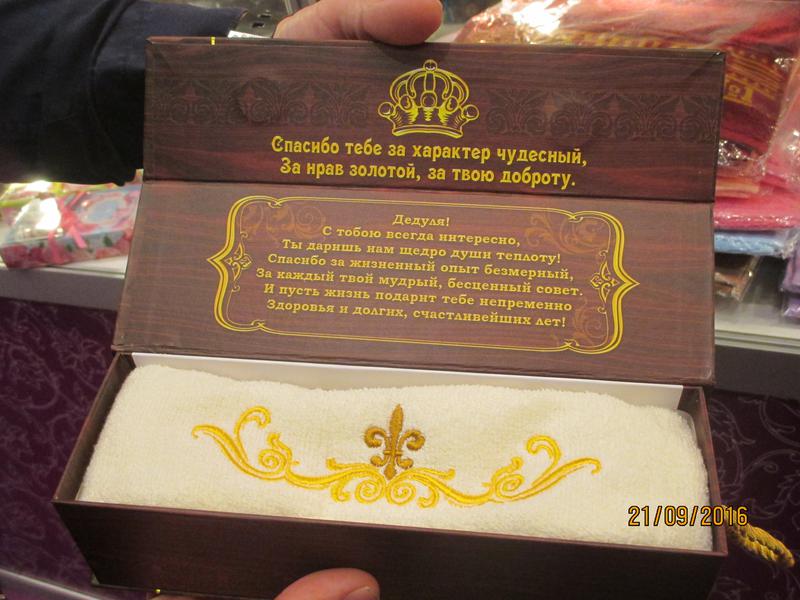 Спасибо тебе за характер чудесный,
За нрав золотой, за твою доброту.
Дедуля!
С тобою всегда интересно,
Ты даришь нам щедро души теплоту!
Спасибо за жизненный опыт безмерный,
За каждый твой мудрый, бесценный совет.
И пусть жизнь подарит тебе непременно
Здоровья и долгих, счастливейших лет!
21/09/2016